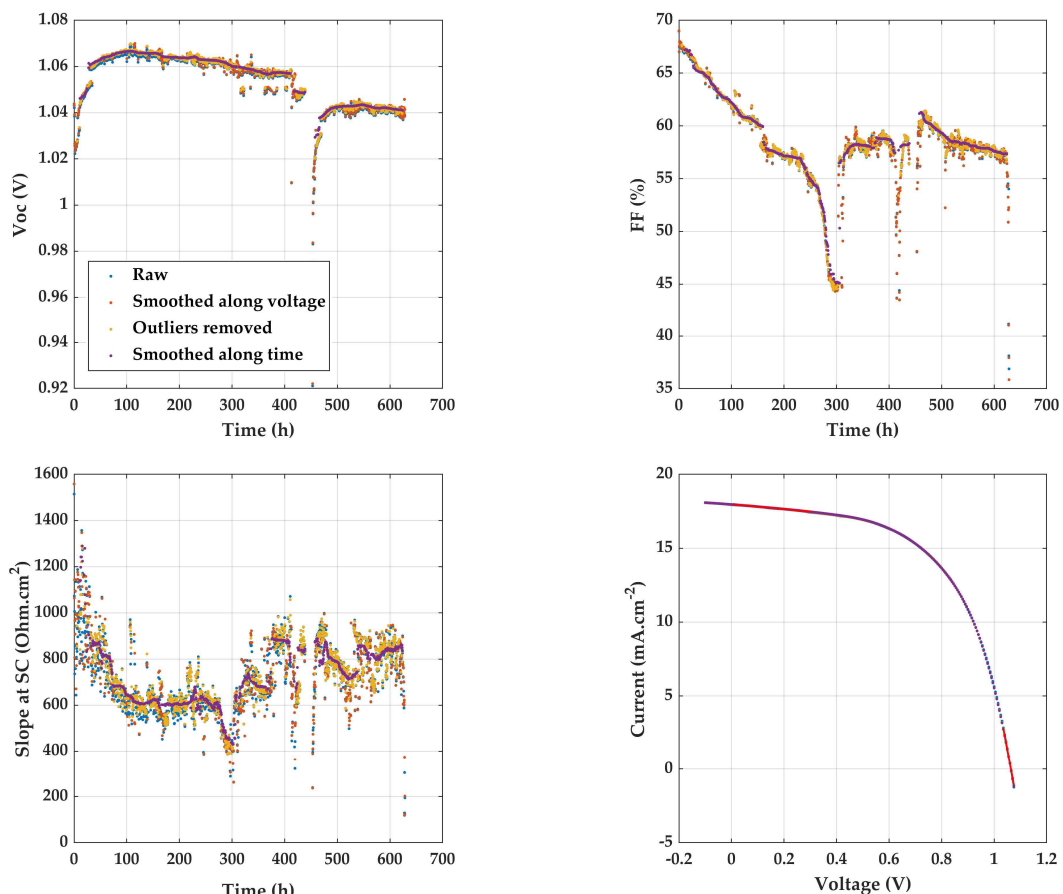 1.08
1.06
1.04
1.02
1
0.98
0.96
0.94
0.92
Voc (V)
Raw
Smoothed along voltage
Outliers removed
Smoothed along time
0 100 200 300 400 500 600 700
Time (h)
70
65
60
55
50
45
40
35
FF (%)
0 100 200 300 400 500 600 700
Time (h)
1600
1400
1200
1000
800
600
400
200
0
Slope at SC (Ohm.cm²)
0 100 200 300 400 500 600 700
Time (h)
20
15
10
5
0
-5
Current (mA.cm⁻²)
-0.2 0 0.2 0.4 0.6 0.8 1 1.2
Voltage (V)